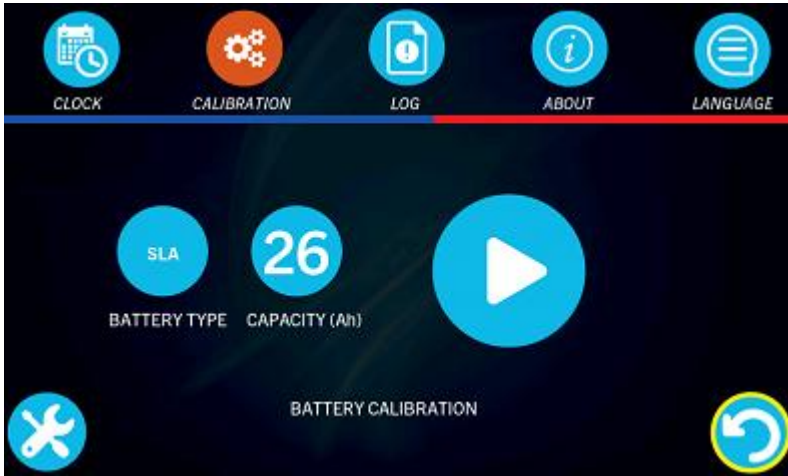 CLOCK
CALIBRATION
LOG
ABOUT
LANGUAGE
SLA
26
BATTERY TYPE
CAPACITY (Ah)
BATTERY CALIBRATION